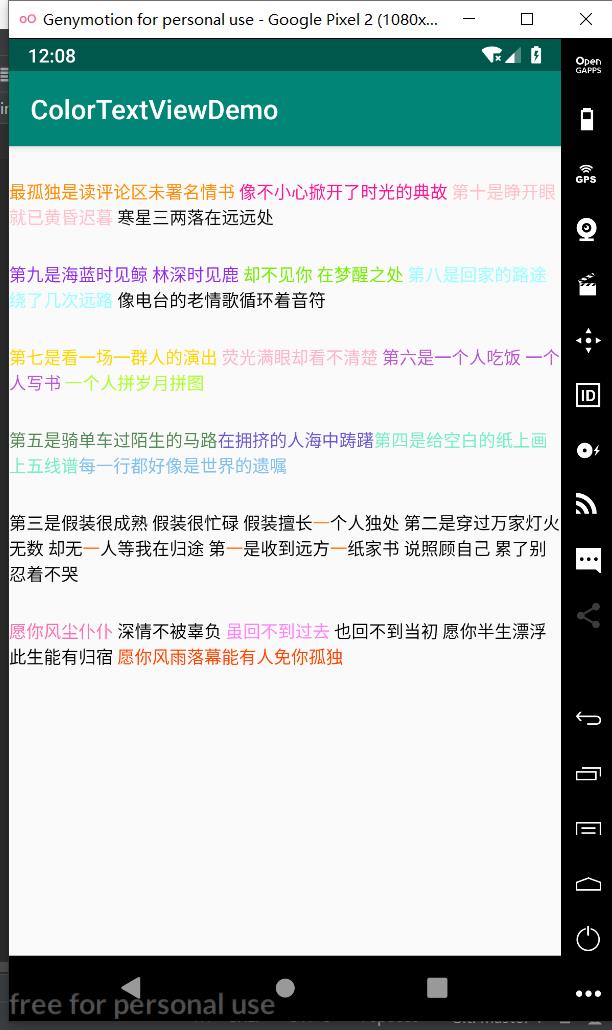 Genymotion for personal use - Google Pixel 2 (1080x...
12:08
Open
GAPPS
ColorTextViewDemo
GPS
最孤独是读评论区未署名情书 像不小心掀开了时光的典故 第十是睁开眼
就已黄昏迟暮 寒星三两落在远远处
第九是海蓝时见鲸 林深时见鹿 却不见你 在梦醒之处 第八是回家的路途
绕了几次远路 像电台的老情歌循环着音符
第七是看一场一群人的演出 荧光满眼却看不清楚 第六是一个人吃饭 一个
人写书 一个人拼岁月拼图
ID
第五是骑单车过陌生的马路在拥挤的人海中踌躇第四是给空白的纸上画
上五线谱每一行都好像是世界的遗嘱
第三是假装很成熟 假装很忙碌 假装擅长一个人独处 第二是穿过万家灯火
无数 却无一人等我在归途 第一是收到远方一纸家书 说照顾自己 累了别
忍着不哭
愿你风尘仆仆 深情不被辜负 虽回不到过去 也回不到当初 愿你半生漂浮
此生能有归宿 愿你风雨落幕能有人免你孤独
free for personal use